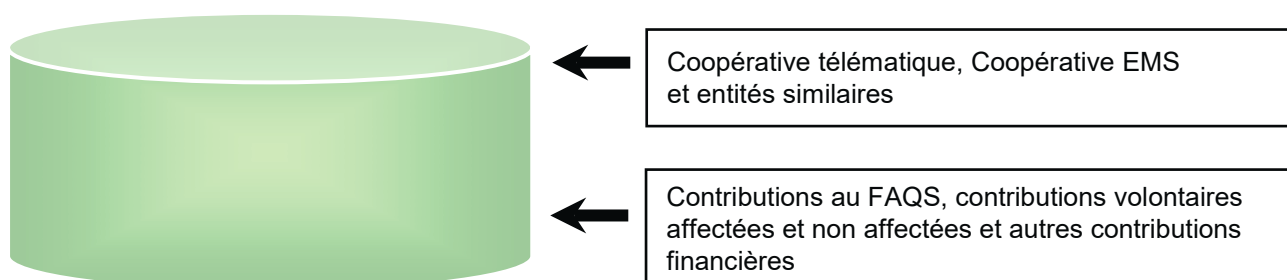 Coopérative télématique, Coopérative EMS
et entités similaires
Contributions au FAQS, contributions volontaires
affectées et non affectées et autres contributions
financières